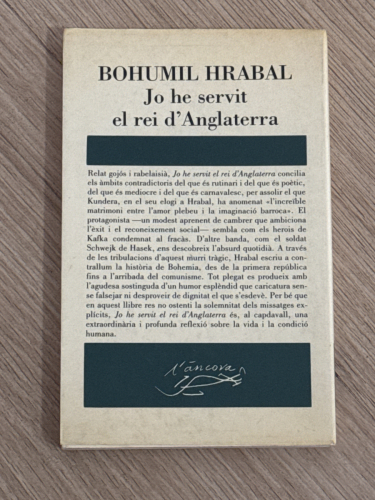 BOHUMIL HRABAL
Jo he servit
el rei d'Anglaterra
Relat gojós i rabelaisià, Jo he servit el rei d'Anglaterra concilia
els àmbits contradictoris del que és rutinari i del que és poètic,
del que és mediocre i del que és carnavalesc, per assolir el que
Kundera, en el seu elogi a Hrabal, ha anomenat «l'increïble
matrimoni entre l'amor plebeu i la imaginació barroca». El
protagonista —un modest aprenent de cambrer que ambiciona
l'èxit i el reconeixement social— sembla com els herois de
Kafka condemnat al fracàs. D'altre banda, com el soldat
Schwejk de Hasek, ens descobreix l'absurd quotidià. A través
de les tribulacions d'aquest múrri tràgic, Hrabal escriu a con-
trallum la història de Bohemia, des de la primera república
fins a l'arribada del comunisme. Tot plegat es produeix amb
l'agudesa sostinguda d'un humor esplèndid que caricatura sen-
se falsejar ni desproveir de dignitat el que s'esdevé. Per bé que
en aquest llibre res no ostenti la solemnitat dels missatges ex-
plícits, Jo he servit el rei d'Anglaterra és, al capdavall, una
extraordinària i profunda reflexió sobre la vida i la condició
humana.
l'àncora